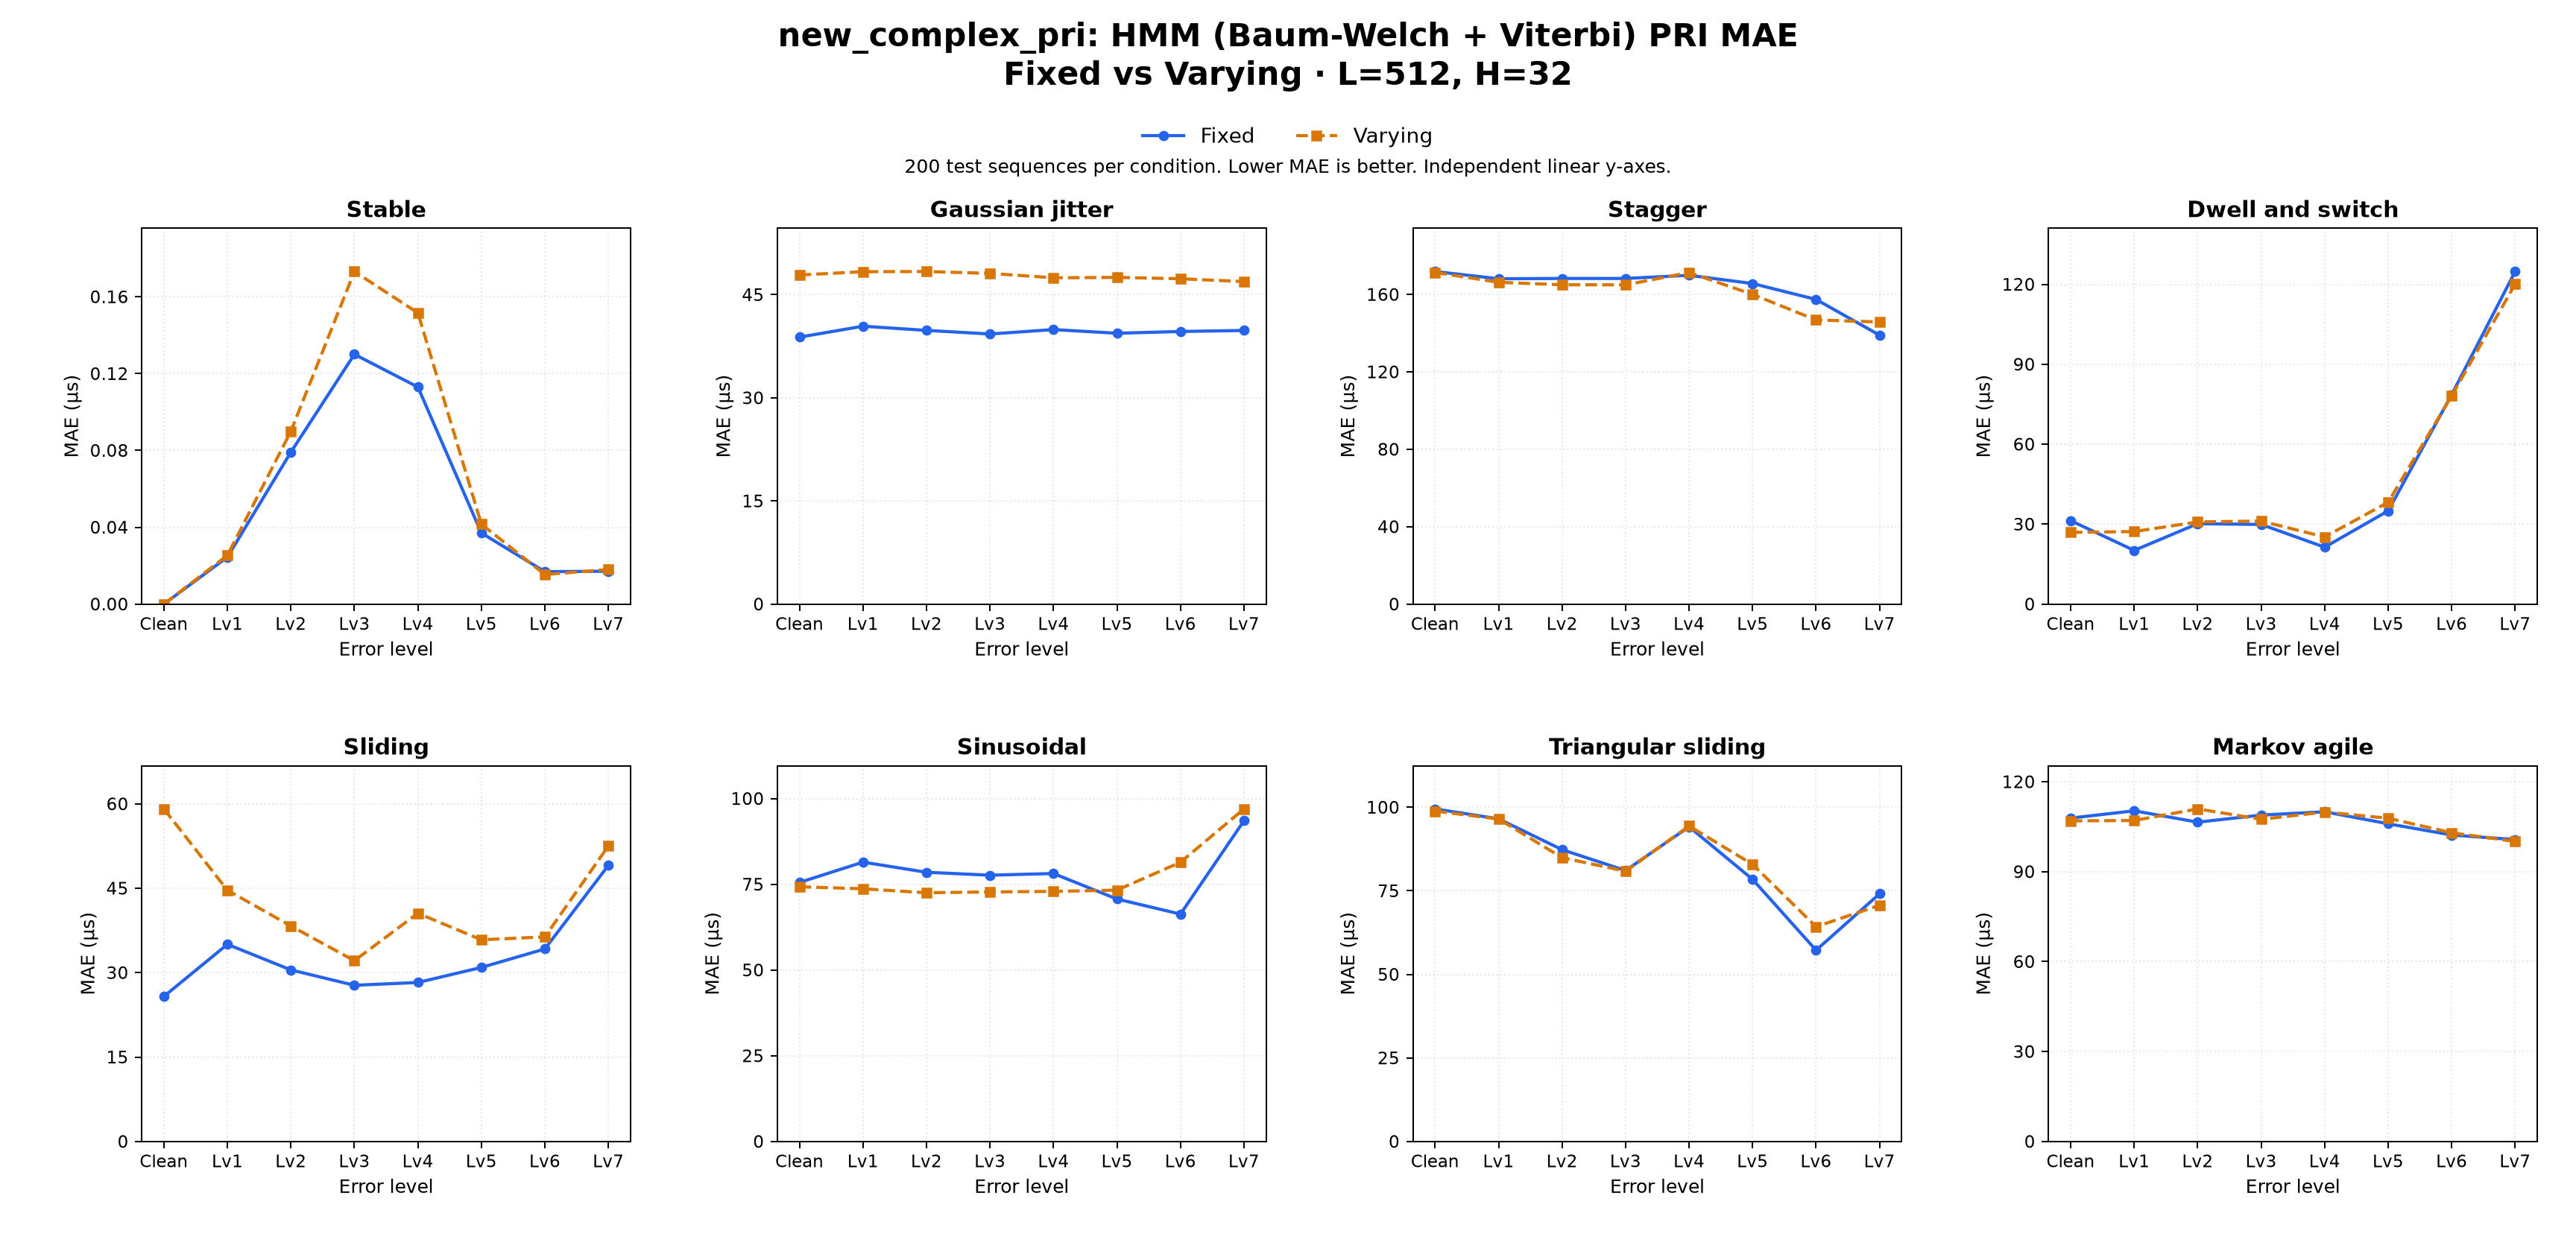 new_complex_pri: HMM (Baum-Welch + Viterbi) PRI MAE
Fixed vs Varying · L=512, H=32
Fixed Varying
200 test sequences per condition. Lower MAE is better. Independent linear y-axes.
Stable
MAE (µs)
0.16
0.12
0.08
0.04
0.00
Clean Lv1 Lv2 Lv3 Lv4 Lv5 Lv6 Lv7
Error level
Gaussian jitter
MAE (µs)
45
30
15
0
Clean Lv1 Lv2 Lv3 Lv4 Lv5 Lv6 Lv7
Error level
Stagger
MAE (µs)
160
120
80
40
0
Clean Lv1 Lv2 Lv3 Lv4 Lv5 Lv6 Lv7
Error level
Dwell and switch
MAE (µs)
120
90
60
30
0
Clean Lv1 Lv2 Lv3 Lv4 Lv5 Lv6 Lv7
Error level
Sliding
MAE (µs)
60
45
30
15
0
Clean Lv1 Lv2 Lv3 Lv4 Lv5 Lv6 Lv7
Error level
Sinusoidal
MAE (µs)
100
75
50
25
0
Clean Lv1 Lv2 Lv3 Lv4 Lv5 Lv6 Lv7
Error level
Triangular sliding
MAE (µs)
100
75
50
25
0
Clean Lv1 Lv2 Lv3 Lv4 Lv5 Lv6 Lv7
Error level
Markov agile
MAE (µs)
120
90
60
30
0
Clean Lv1 Lv2 Lv3 Lv4 Lv5 Lv6 Lv7
Error level